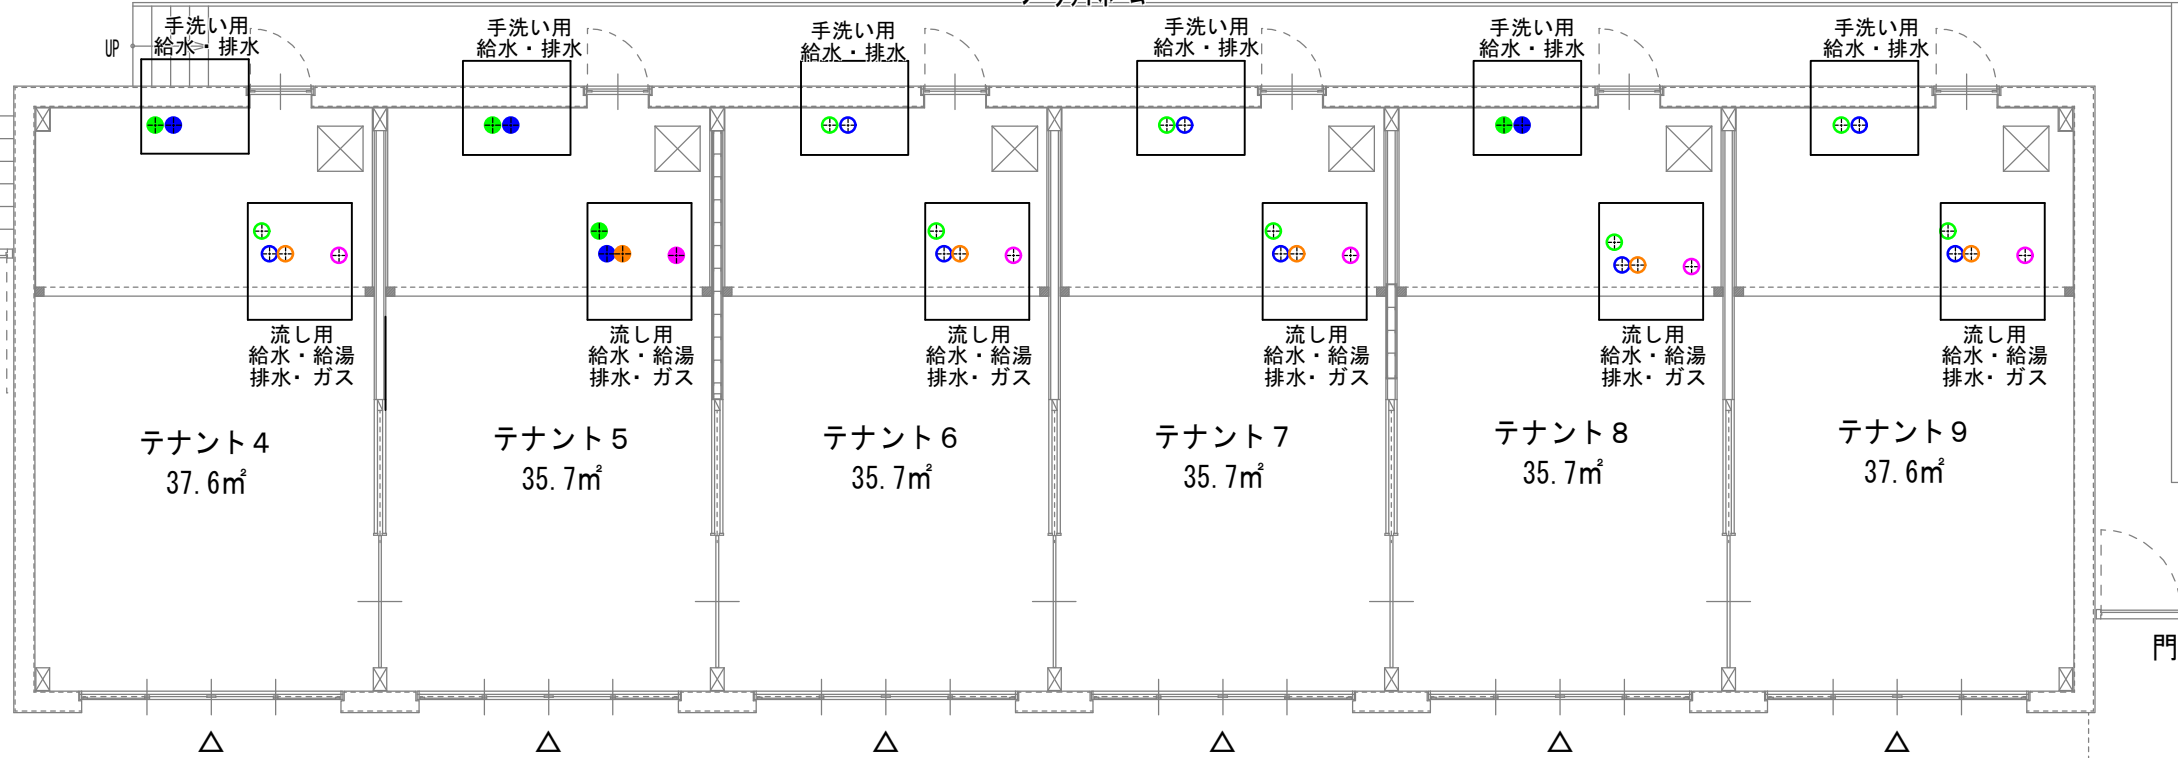 UP
手洗い用
給水・排水
手洗い用
給水・排水
手洗い用
給水・排水
手洗い用
給水・排水
手洗い用
給水・排水
手洗い用
給水・排水
流し用
給水・給湯
排水・ガス
流し用
給水・給湯
排水・ガス
流し用
給水・給湯
排水・ガス
流し用
給水・給湯
排水・ガス
流し用
給水・給湯
排水・ガス
流し用
給水・給湯
排水・ガス
テナント4
37.6㎡
テナント5
35.7㎡
テナント6
35.7㎡
テナント7
35.7㎡
テナント8
35.7㎡
テナント9
37.6㎡
門